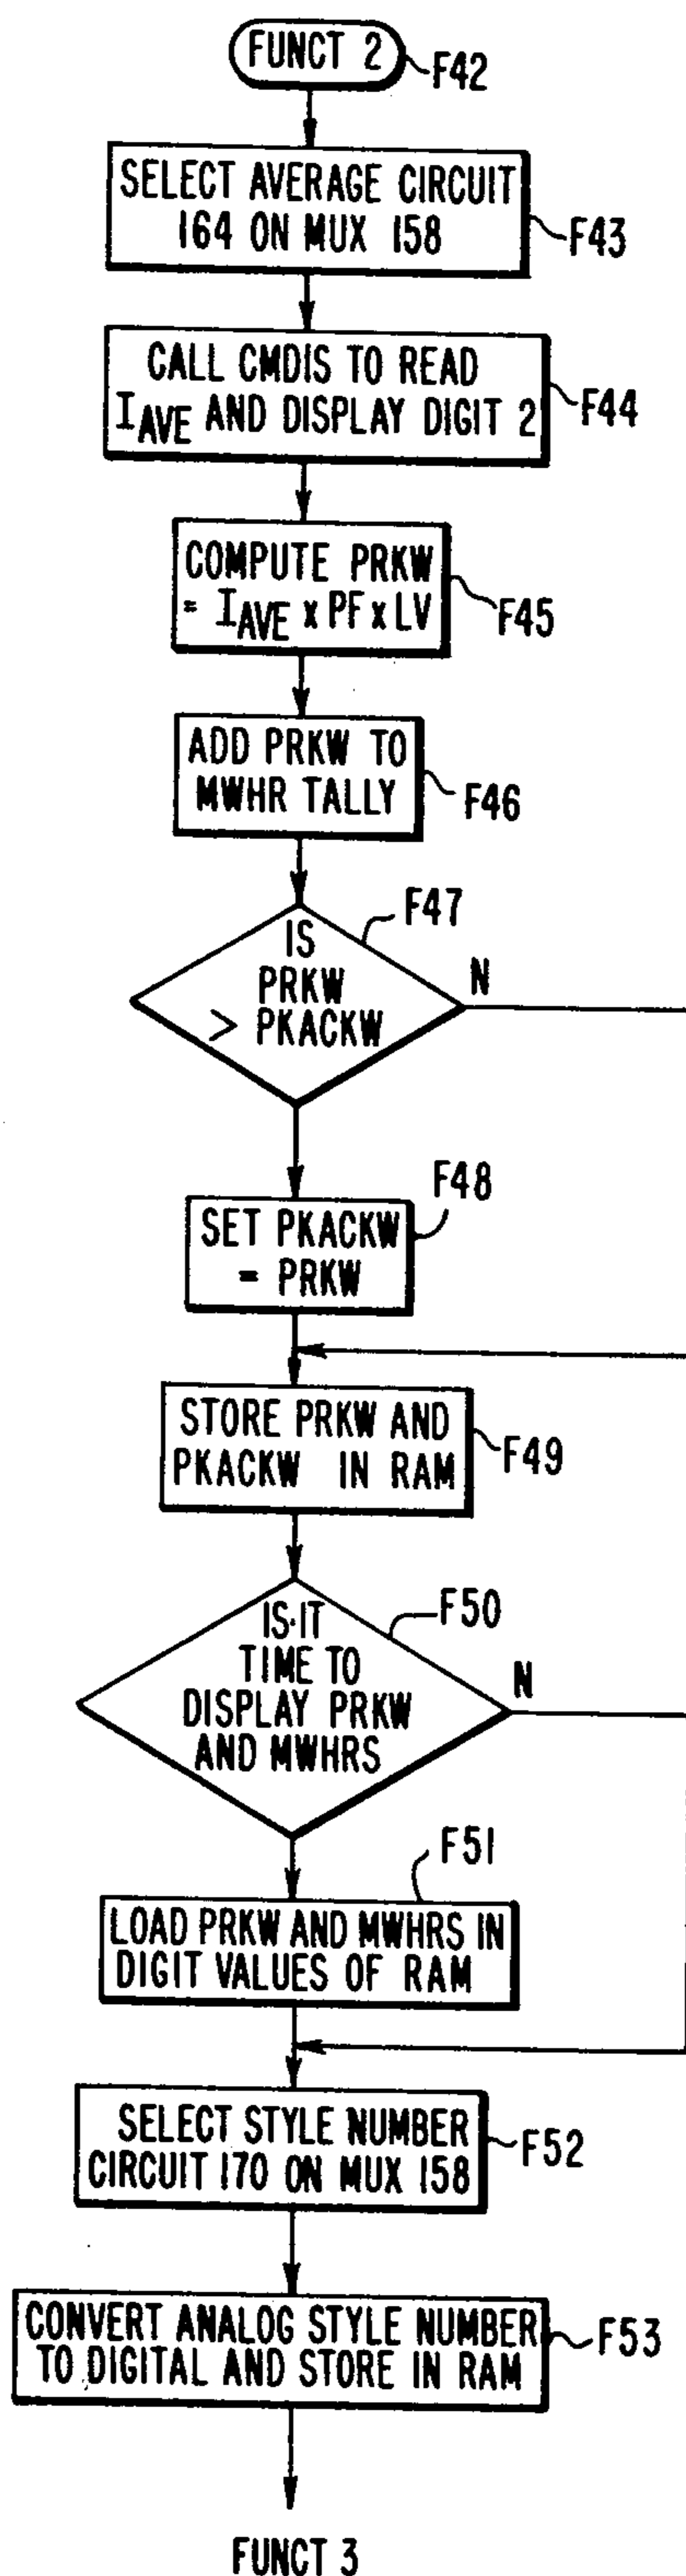 FUNCT 2
F42
SELECT AVERAGE CIRCUIT
164 ON MUX 158
F43
CALL CMDIS TO READ
IAVE AND DISPLAY DIGIT 2
F44
COMPUTE PRKW
= IAVE x PF x LV
F45
ADD PRKW TO
MWHR TALLY
F46
F47
IS
PRKW
> PKACKW
N
F48
SET PKACKW
= PRKW
STORE PRKW AND
PKACKW IN RAM
F49
F50
IS IT
TIME TO
DISPLAY PRKW
AND MWHRS
N
F51
LOAD PRKW AND MWHRS IN
DIGIT VALUES OF RAM
SELECT STYLE NUMBER
CIRCUIT 170 ON MUX 158
F52
CONVERT ANALOG STYLE NUMBER
TO DIGITAL AND STORE IN RAM
F53
FUNCT 3